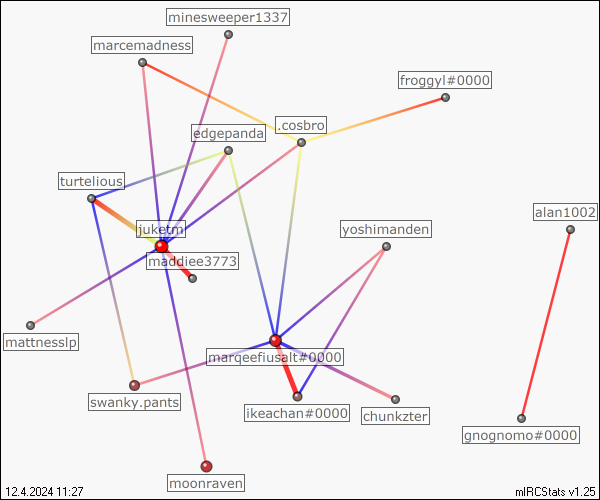 minesweeper1337
marcemadness
froggyl#0000
.cosbro
edgepanda
turtelious
alan1002
juketm
yoshimanden
maddiee3773
mattnesslp
marqeefiusalt#0000
swanky.pants
ikeachan#0000
chunkzter
gnognomo#0000
moonraven
12.4.2024 11:27
mIRCStats v1.25